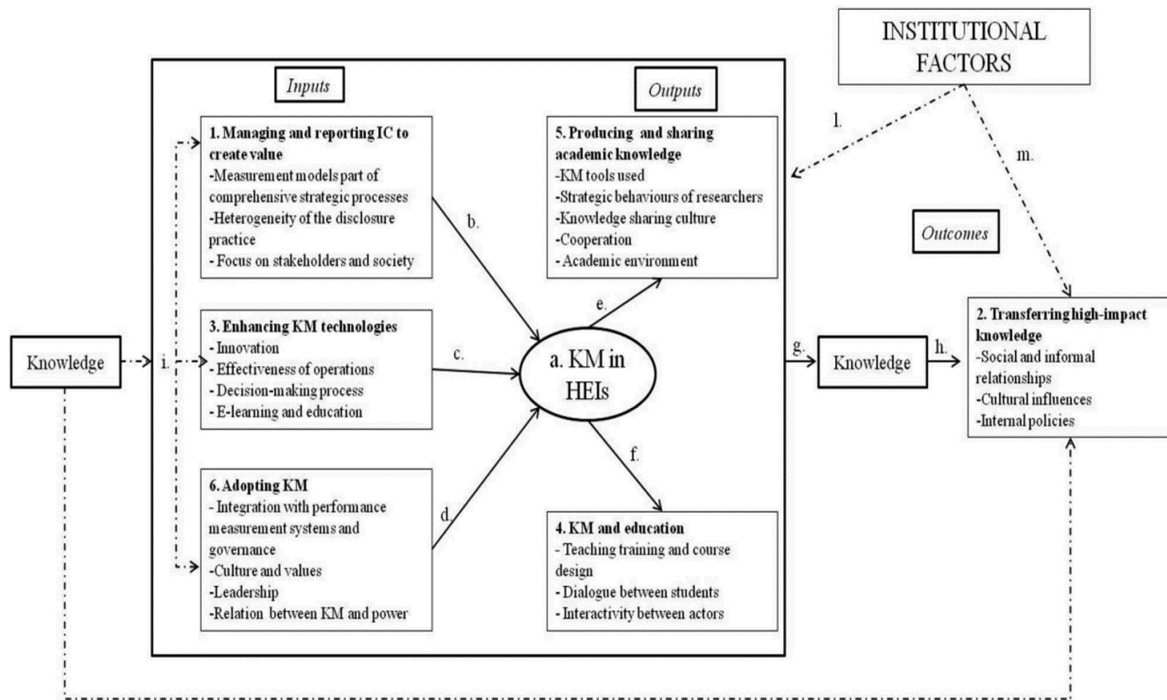 INSTITUTIONAL
FACTORS
Inputs
Outputs
1. Managing and reporting IC to
create value
-Measurement models part of
comprehensive strategic processes
-Heterogeneity of the disclosure
practice
- Focus on stakeholders and society
5. Producing and sharing
academic knowledge
-KM tools used
-Strategic behaviours of researchers
-Knowledge sharing culture
-Cooperation
- Academic environment
l.
m.
b.
Outcomes
e.
3. Enhancing KM technologies
- Innovation
- Effectiveness of operations
- Decision-making process
- E-learning and education
2. Transferring high-impact
knowledge
-Social and informal
relationships
-Cultural influences
-Internal policies
Knowledge
i.
c.
a. KM in
HEIs
g.
Knowledge
h.
f.
6. Adopting KM
- Integration with performance
measurement systems and
governance
-Culture and values
-Leadership
-Relation between KM and power
d.
4. KM and education
- Teaching training and course
design
- Dialogue between students
- Interactivity between actors